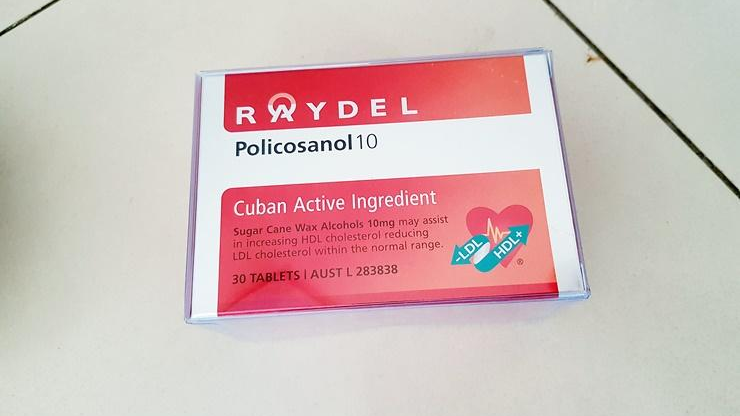 RAYDEL
Policosanol10
Cuban Active Ingredient
Sugar Cane Wax Alcohols 10mg may assist
in increasing HDL cholesterol reducing
LDL cholesterol within the normal range.
30 TABLETS | AUST L 283838
-LDL
HDL+
®